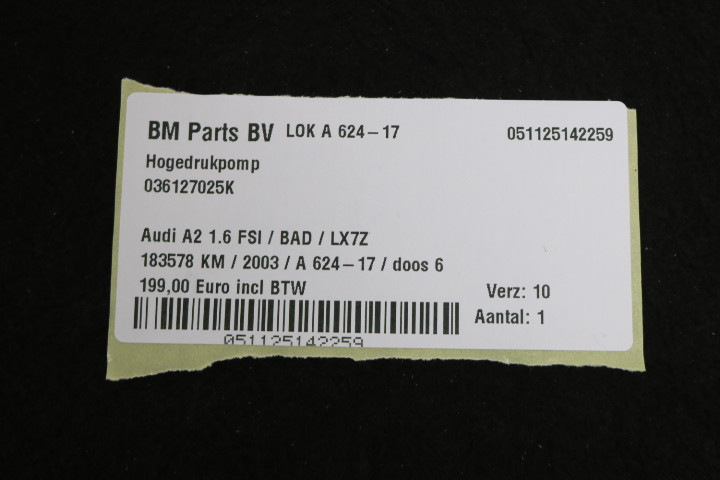 BM Parts BV LOK A 624-17 051125142259
Hogedrukpomp
036127025K
Audi A2 1.6 FSI / BAD / LX7Z
183578 KM / 2003 / A 624-17 / doos 6
199,00 Euro incl BTW
Verz: 10
Aantal: 1
051125142259